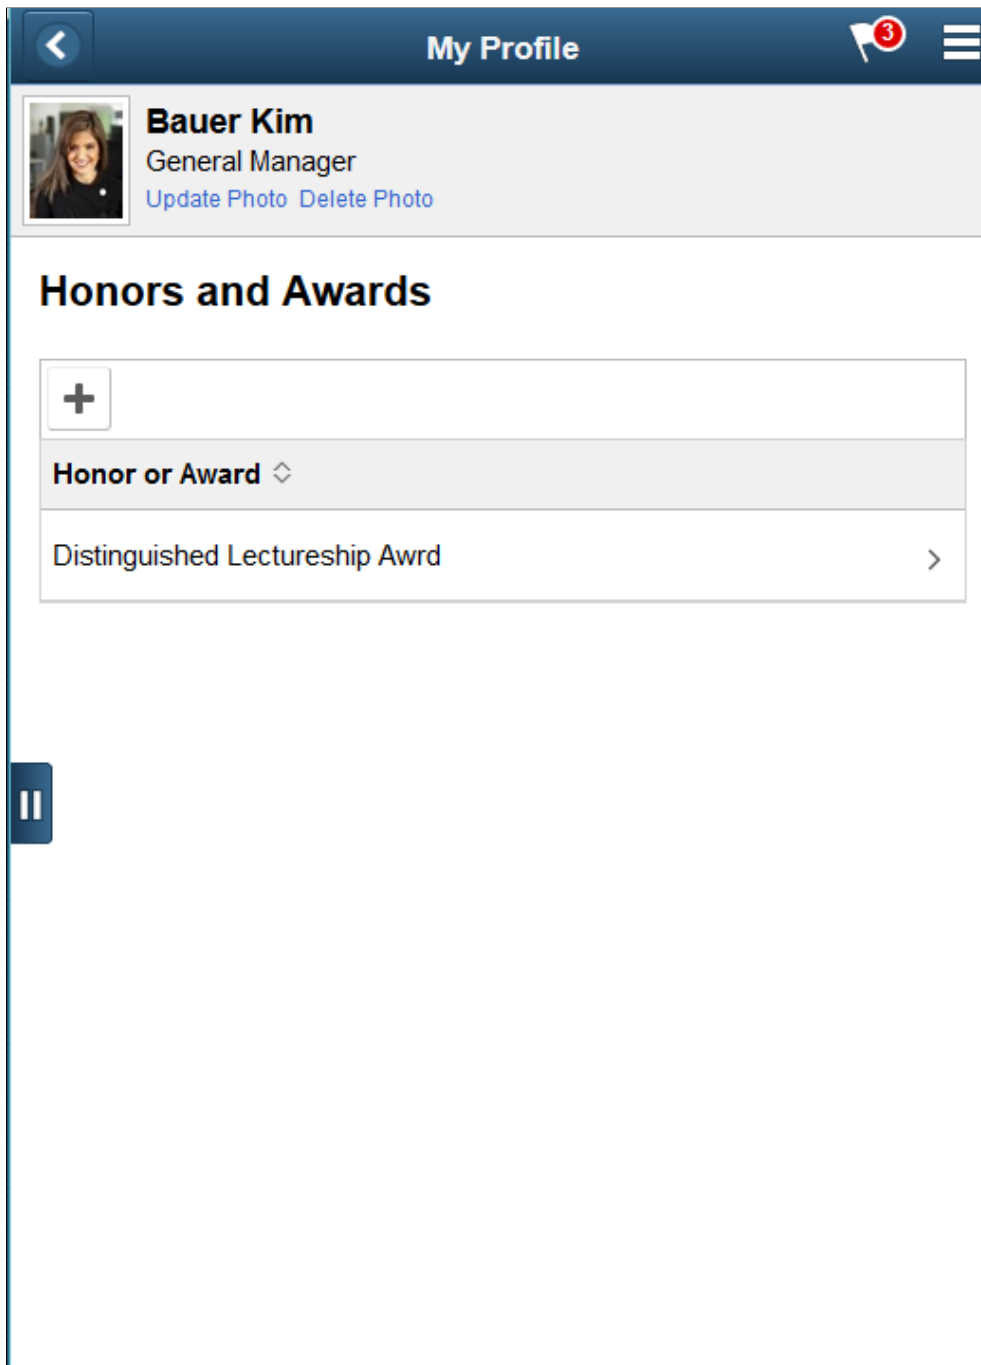 My Profile
3
Bauer Kim
General Manager
Update Photo Delete Photo
Honors and Awards
Honor or Award
Distinguished Lectureship Awrd